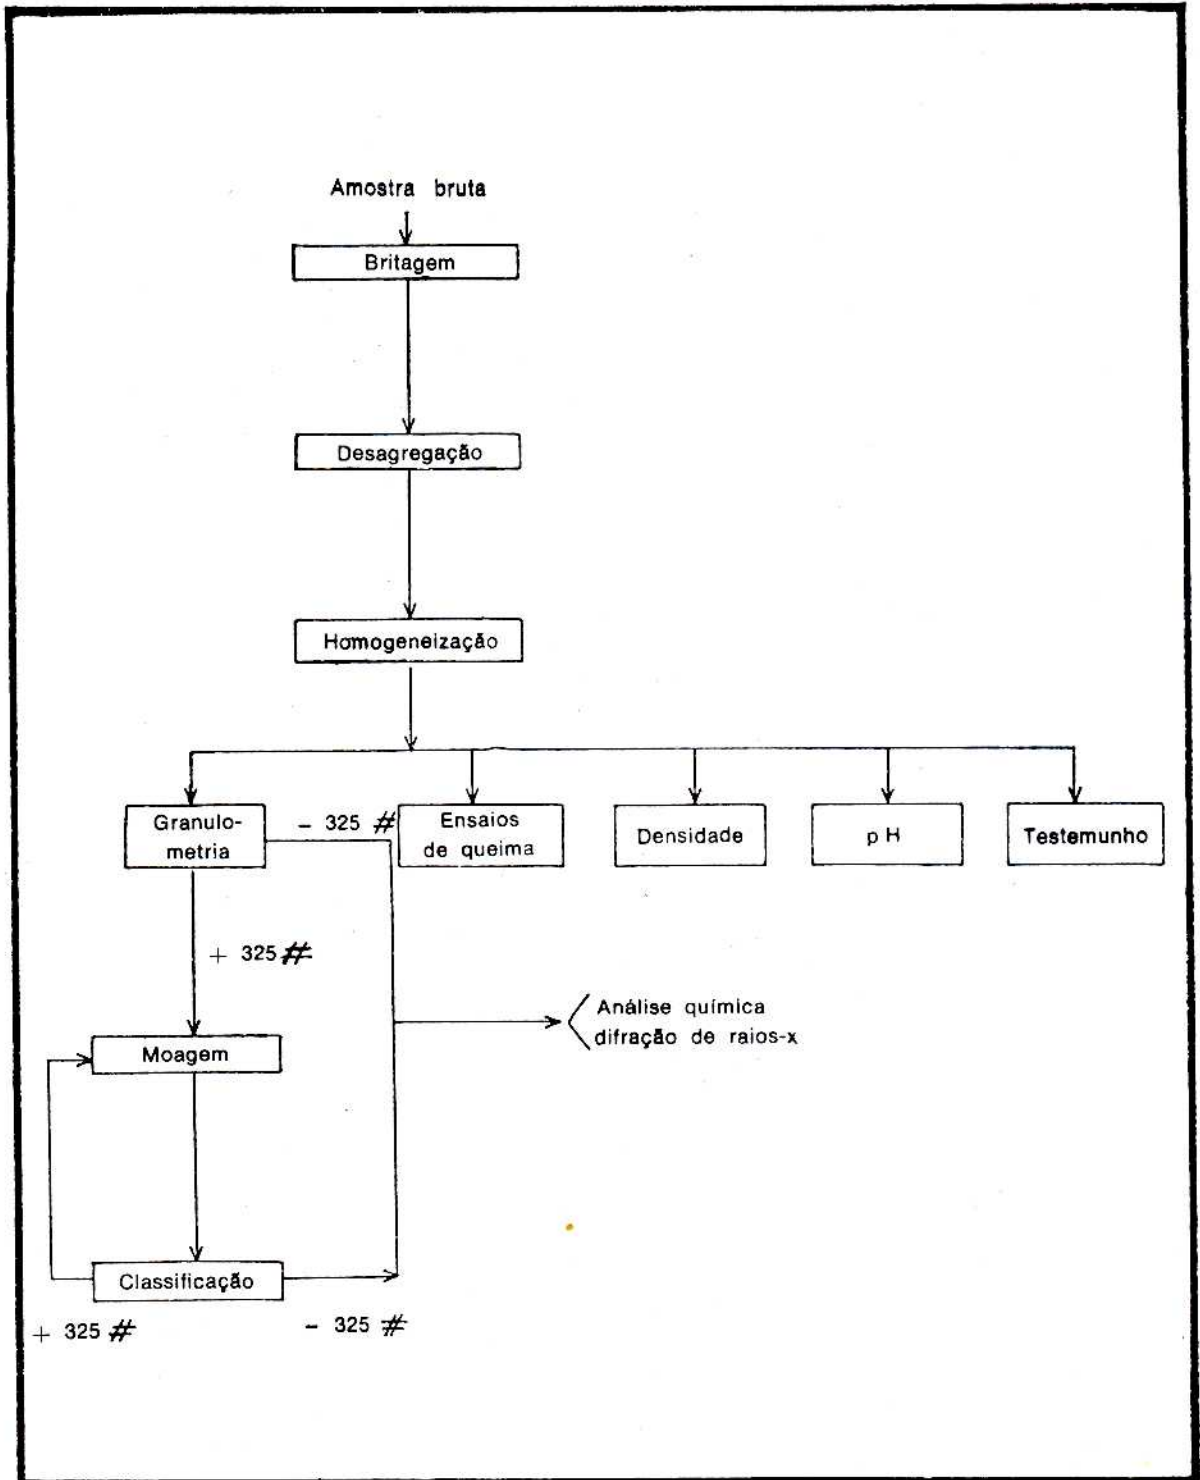 Amostra bruta
Britagem
Desagregação
Homogeneização
Granulo-
metria
- 325 #
Ensaios
de queima
Densidade
pH
Testemunho
+ 325 #
Análise química
difração de raios-x
Moagem
Classificação
+ 325 #
- 325 #